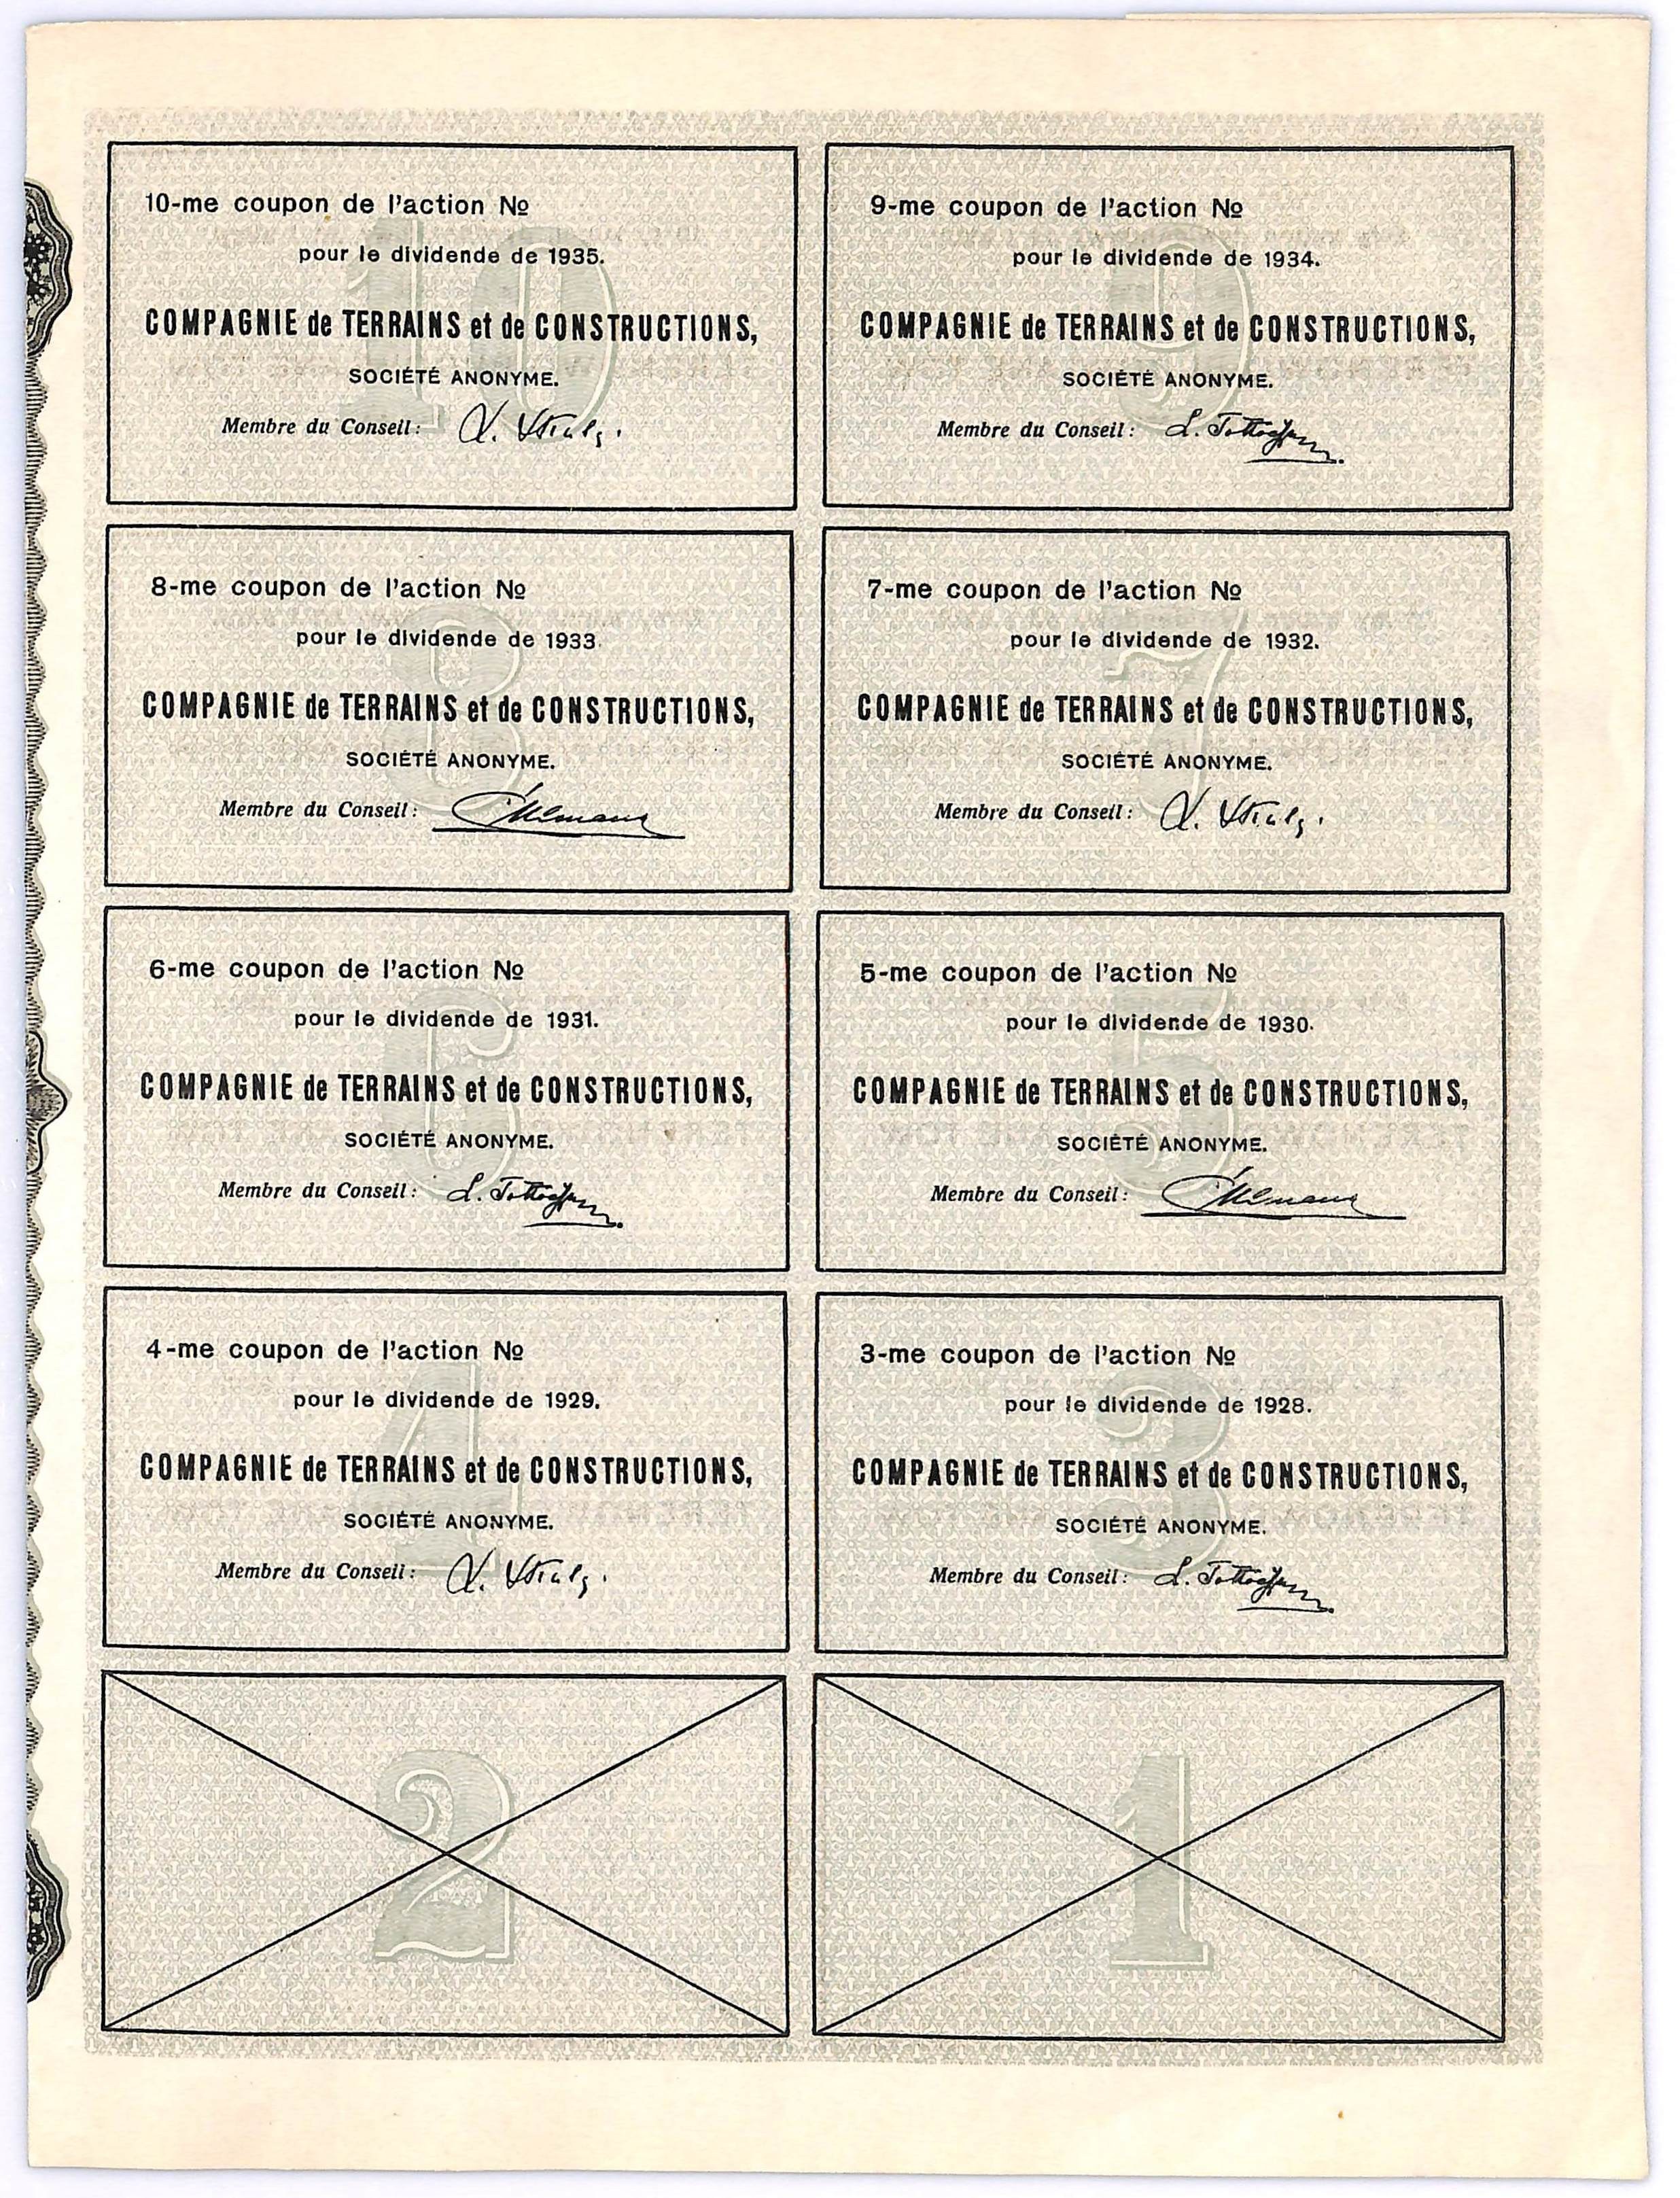 10-me coupon de l'action №
pour le dividende de 1935.
COMPAGNIE de TERRAINS et de CONSTRUCTIONS,
SOCIÉTÉ ANONYME.
Membre du Conseil:
9-me coupon de l'action №
pour le dividende de 1934.
COMPAGNIE de TERRAINS et de CONSTRUCTIONS,
SOCIÉTÉ ANONYME.
Membre du Conseil:
8-me coupon de l'action №
pour le dividende de 1933.
COMPAGNIE de TERRAINS et de CONSTRUCTIONS,
SOCIÉTÉ ANONYME.
Membre du Conseil:
7-me coupon de l'action №
pour le dividende de 1932.
COMPAGNIE de TERRAINS et de CONSTRUCTIONS,
SOCIÉTÉ ANONYME.
Membre du Conseil:
6-me coupon de l'action №
pour le dividende de 1931.
COMPAGNIE de TERRAINS et de CONSTRUCTIONS,
SOCIÉTÉ ANONYME.
Membre du Conseil:
5-me coupon de l'action №
pour le dividende de 1930.
COMPAGNIE de TERRAINS et de CONSTRUCTIONS,
SOCIÉTÉ ANONYME.
Membre du Conseil:
4-me coupon de l'action №
pour le dividende de 1929.
COMPAGNIE de TERRAINS et de CONSTRUCTIONS,
SOCIÉTÉ ANONYME.
Membre du Conseil:
3-me coupon de l'action №
pour le dividende de 1928.
COMPAGNIE de TERRAINS et de CONSTRUCTIONS,
SOCIÉTÉ ANONYME.
Membre du Conseil:
2
1